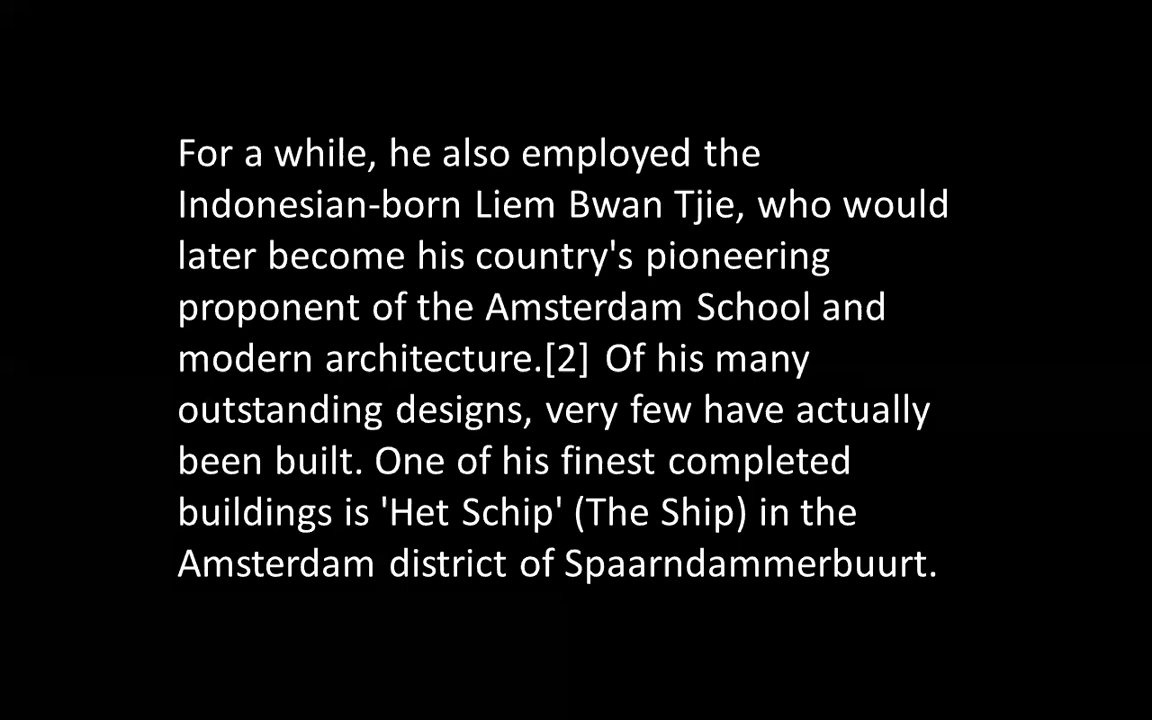 For a while, he also employed the
Indonesian-born Liem Bwan Tjie, who would
later become his country's pioneering
proponent of the Amsterdam School and
modern architecture.[2] Of his many
outstanding designs, very few have actually
been built. One of his finest completed
buildings is 'Het Schip' (The Ship) in the
Amsterdam district of Spaarndammerbuurt.